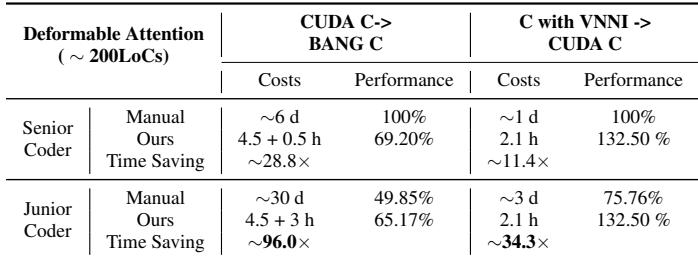 Deformable Attention (~ 200LoCs) CUDA C-> BANG C C with VNNI -> CUDA C
Costs Performance Costs Performance
Senior Coder Manual ~6 d 100% ~1 d 100%
Ours 4.5 + 0.5 h 69.20% 2.1 h 132.50 %
Time Saving ~28.8× ~11.4×
Junior Coder Manual ~30 d 49.85% ~3 d 75.76%
Ours 4.5 + 3 h 65.17% 2.1 h 132.50 %
Time Saving ~96.0× ~34.3×